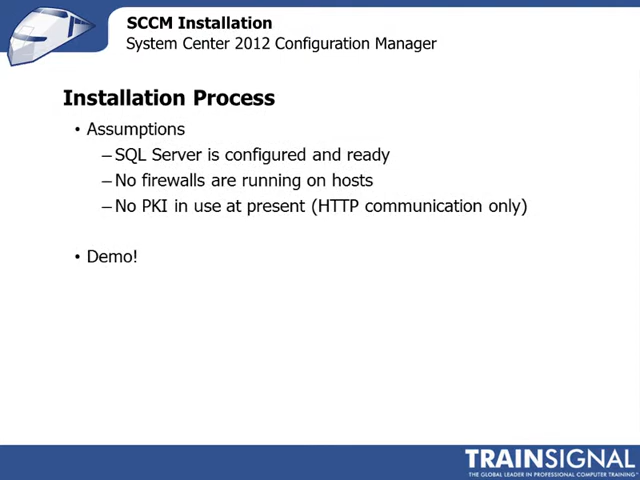 SCCM Installation
System Center 2012 Configuration Manager
Installation Process
• Assumptions
– SQL Server is configured and ready
– No firewalls are running on hosts
– No PKI in use at present (HTTP communication only)
• Demo!
TRAINSIGNAL
THE GLOBAL LEADER IN PROFESSIONAL COMPUTER TRAINING